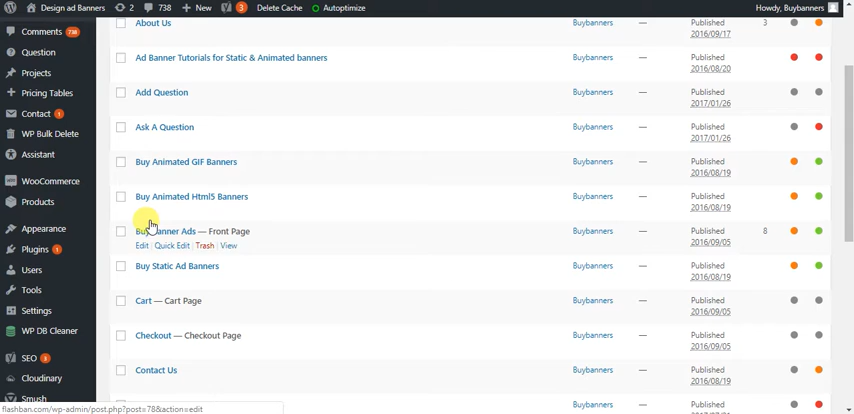 Design ad Banners 2 738 + New 3 Delete Cache Autoptimize Howdy, Buybanners
Comments 738
Question
Projects
Pricing Tables
Contact 1
WP Bulk Delete
Assistant
WooCommerce
Products
Appearance
Plugins 1
Users
Tools
Settings
WP DB Cleaner
SEO 3
Cloudinary
Smush
About Us Buybanners Published 3
2016/09/17
Ad Banner Tutorials for Static & Animated banners Buybanners — Published
2016/08/20
Add Question Buybanners — Published
2017/01/26
Ask A Question Buybanners — Published
2017/01/26
Buy Animated GIF Banners Buybanners — Published
2016/08/19
Buy Animated Html5 Banners Buybanners — Published
2016/08/19
Buy Banner Ads — Front Page Buybanners — Published 8
2016/09/05
Edit | Quick Edit | Trash | View
Buy Static Ad Banners Buybanners — Published
2016/08/19
Cart — Cart Page Buybanners — Published
2016/09/05
Checkout — Checkout Page Buybanners — Published
2016/09/05
Contact Us Buybanners — Published
2016/08/19
flashban.com/wp-admin/post.php?post=78&action=edit